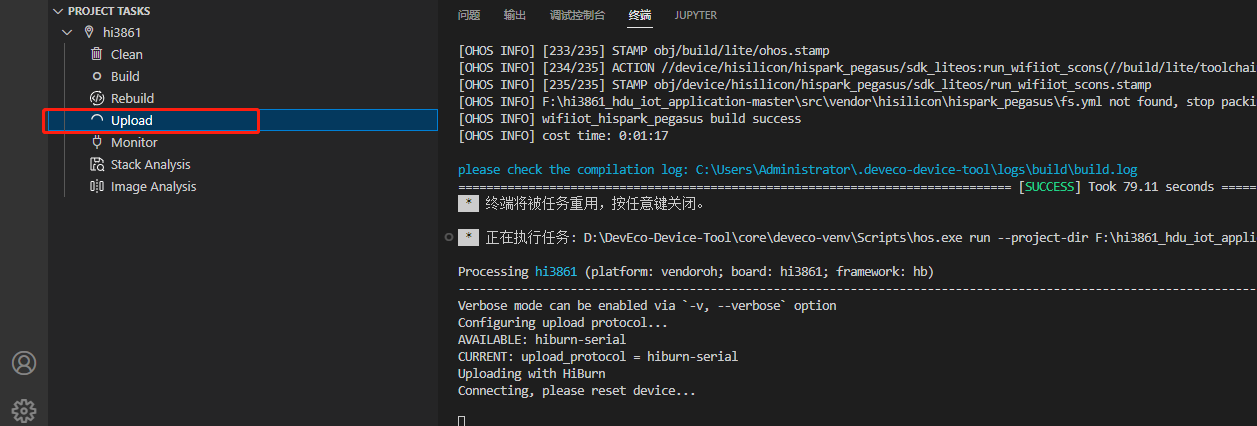 PROJECT TASKS
hi3861
Clean
Build
Rebuild
Upload
Monitor
Stack Analysis
Image Analysis
问题 输出 调试控制台 终端 JUPYTER
[OHOS INFO] [233/235] STAMP obj/build/lite/ohos.stamp
[OHOS INFO] [234/235] ACTION //device/hisilicon/hispark_pegasus/sdk_liteos:run_wifiiot_scons(//build/lite/toolchai
[OHOS INFO] [235/235] STAMP obj/device/hisilicon/hispark_pegasus/sdk_liteos/run_wifiiot_scons.stamp
[OHOS INFO] F:\hi3861_hdu_iot_application-master\src\vendor\hisilicon\hispark_pegasus\fs.yml not found, stop packi
[OHOS INFO] wifiiot_hispark_pegasus build success
[OHOS INFO] cost time: 0:01:17
please check the compilation log: C:\Users\Administrator\.deveco-device-tool\logs\build\build.log
=============================================================================== [SUCCESS] Took 79.11 seconds =====
* 终端将被任务重用，按任意键关闭。
* 正在执行任务: D:\DevEco-Device-Tool\core\deveco-venv\Scripts\hos.exe run --project-dir F:\hi3861_hdu_iot_appli
Processing hi3861 (platform: vendoroh; board: hi3861; framework: hb)
--------------------------------------------------------------------------------------------------------------------
Verbose mode can be enabled via `-v, --verbose` option
Configuring upload protocol...
AVAILABLE: hiburn-serial
CURRENT: upload_protocol = hiburn-serial
Uploading with HiBurn
Connecting, please reset device...